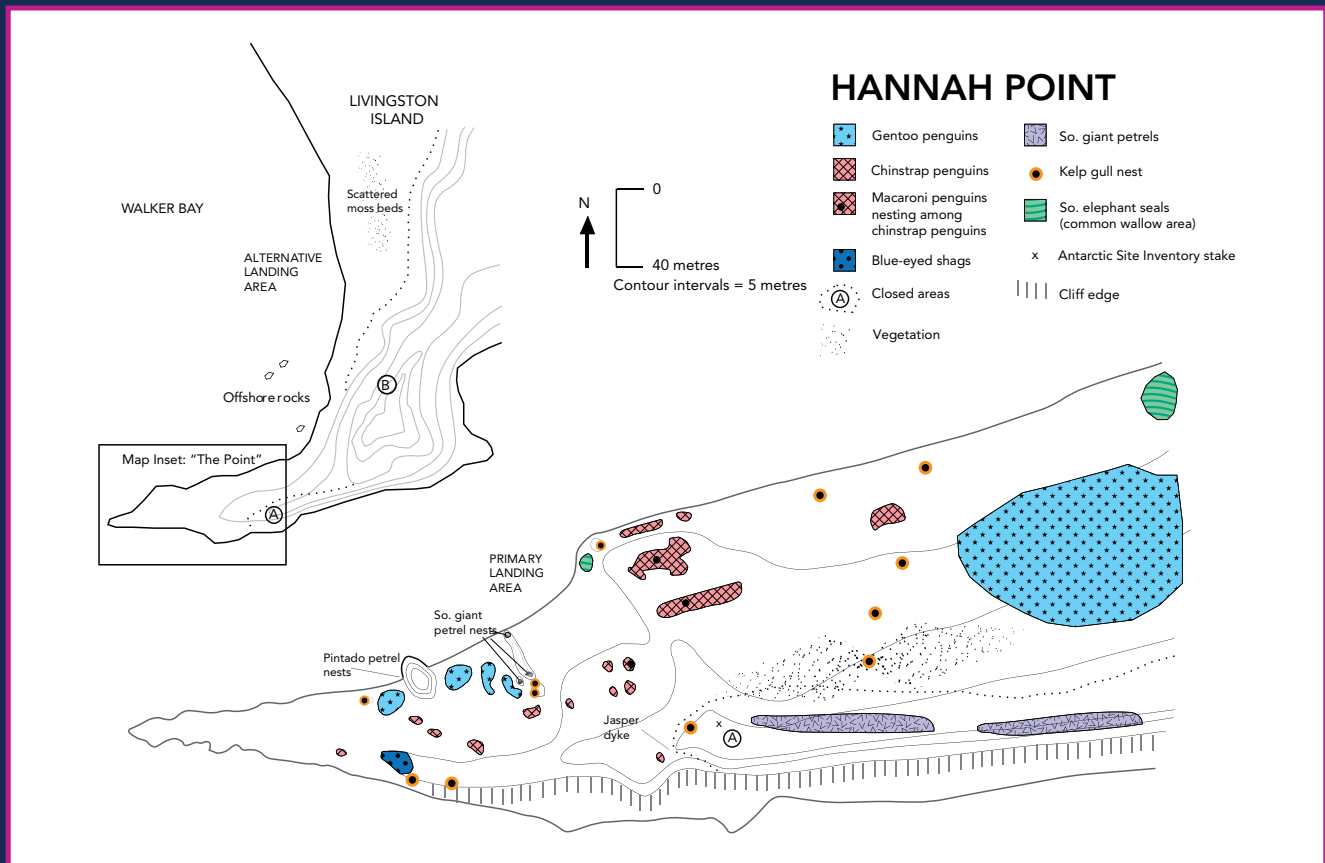 HANNAH POINT
LIVINGSTON
ISLAND
WALKER BAY
Scattered
moss beds
ALTERNATIVE
LANDING
AREA
Offshore rocks
B
Map Inset: “The Point”
A
N
0
40 metres
Contour intervals = 5 metres
Gentoo penguins
Chinstrap penguins
Macaroni penguins
nesting among
chinstrap penguins
Blue-eyed shags
A
Closed areas
Vegetation
So. giant petrels
Kelp gull nest
So. elephant seals
(common wallow area)
x
Antarctic Site Inventory stake
Cliff edge
PRIMARY
LANDING
AREA
So. giant
petrel nests
Pintado petrel
nests
Jasper
dyke
x
A